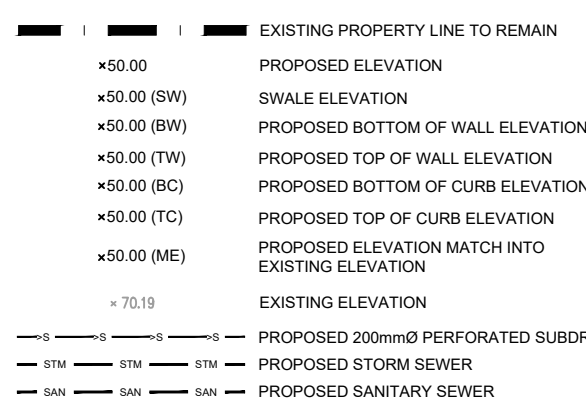 EXISTING PROPERTY LINE TO REMAIN
×50.00 PROPOSED ELEVATION
×50.00 (SW) SWALE ELEVATION
×50.00 (BW) PROPOSED BOTTOM OF WALL ELEVATION
×50.00 (TW) PROPOSED TOP OF WALL ELEVATION
×50.00 (BC) PROPOSED BOTTOM OF CURB ELEVATION
×50.00 (TC) PROPOSED TOP OF CURB ELEVATION
×50.00 (ME) PROPOSED ELEVATION MATCH INTO
EXISTING ELEVATION
× 70.19 EXISTING ELEVATION
>S >S >S >S PROPOSED 200mmØ PERFORATED SUBDR
STM STM STM PROPOSED STORM SEWER
SAN SAN SAN PROPOSED SANITARY SEWER